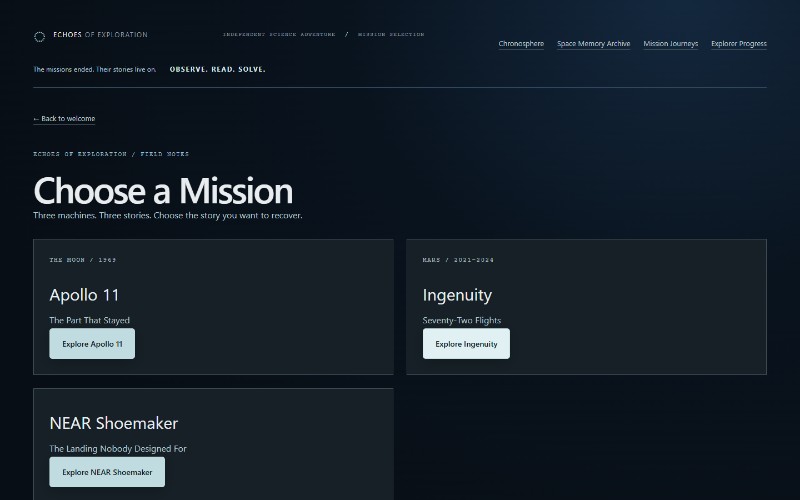 ECHOES OF EXPLORATION
INDEPENDENT SCIENCE ADVENTURE / MISSION SELECTION
Chronosphere Space Memory Archive Mission Journeys Explorer Progress
The missions ended. Their stories live on. OBSERVE. READ. SOLVE.
← Back to welcome
ECHOES OF EXPLORATION / FIELD NOTES
Choose a Mission
Three machines. Three stories. Choose the story you want to recover.
THE MOON / 1969
Apollo 11
The Part That Stayed
Explore Apollo 11
MARS / 2021–2024
Ingenuity
Seventy-Two Flights
Explore Ingenuity
NEAR Shoemaker
The Landing Nobody Designed For
Explore NEAR Shoemaker